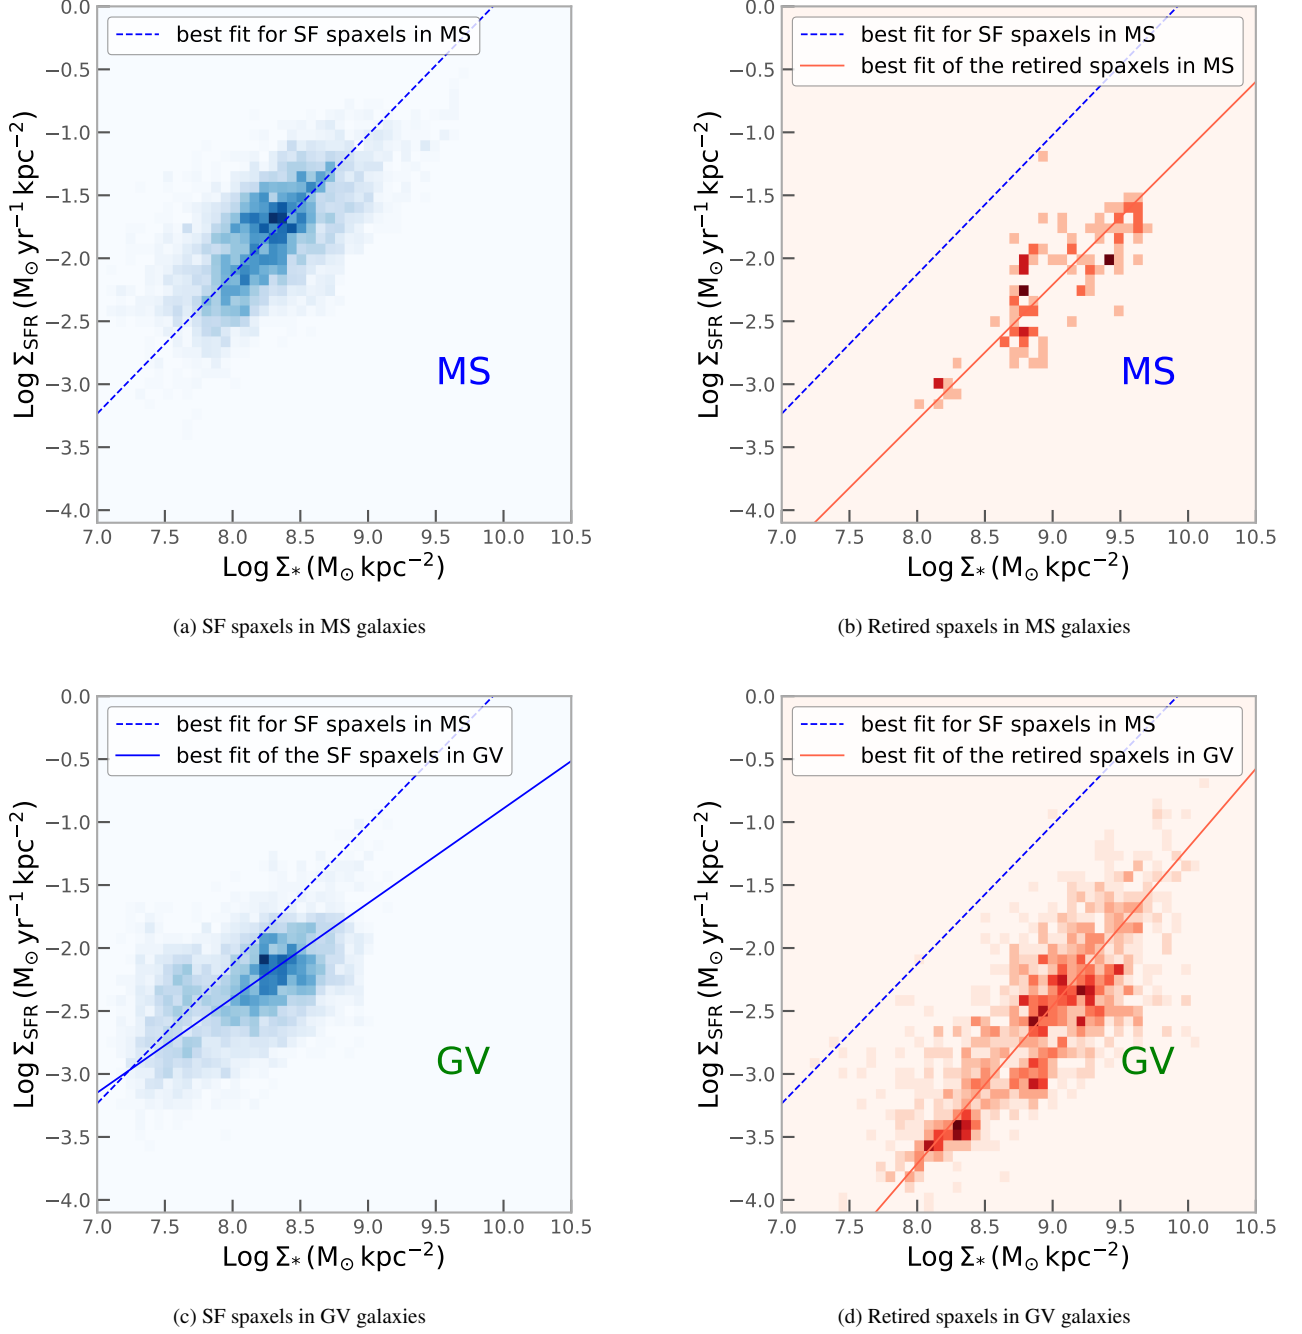 best fit for SF spaxels in MS
0.0
−0.5
−1.0
−1.5
−2.0
−2.5
−3.0
−3.5
−4.0
Log Σ_SFR (M⊙ yr⁻¹ kpc⁻²)
MS
7.0 7.5 8.0 8.5 9.0 9.5 10.0 10.5
Log Σ* (M⊙ kpc⁻²)
(a) SF spaxels in MS galaxies
best fit for SF spaxels in MS
best fit of the retired spaxels in MS
0.0
−0.5
−1.0
−1.5
−2.0
−2.5
−3.0
−3.5
−4.0
Log Σ_SFR (M⊙ yr⁻¹ kpc⁻²)
MS
7.0 7.5 8.0 8.5 9.0 9.5 10.0 10.5
Log Σ* (M⊙ kpc⁻²)
(b) Retired spaxels in MS galaxies
best fit for SF spaxels in MS
best fit of the SF spaxels in GV
0.0
−0.5
−1.0
−1.5
−2.0
−2.5
−3.0
−3.5
−4.0
Log Σ_SFR (M⊙ yr⁻¹ kpc⁻²)
GV
7.0 7.5 8.0 8.5 9.0 9.5 10.0 10.5
Log Σ* (M⊙ kpc⁻²)
(c) SF spaxels in GV galaxies
best fit for SF spaxels in MS
best fit of the retired spaxels in GV
0.0
−0.5
−1.0
−1.5
−2.0
−2.5
−3.0
−3.5
−4.0
Log Σ_SFR (M⊙ yr⁻¹ kpc⁻²)
GV
7.0 7.5 8.0 8.5 9.0 9.5 10.0 10.5
Log Σ* (M⊙ kpc⁻²)
(d) Retired spaxels in GV galaxies